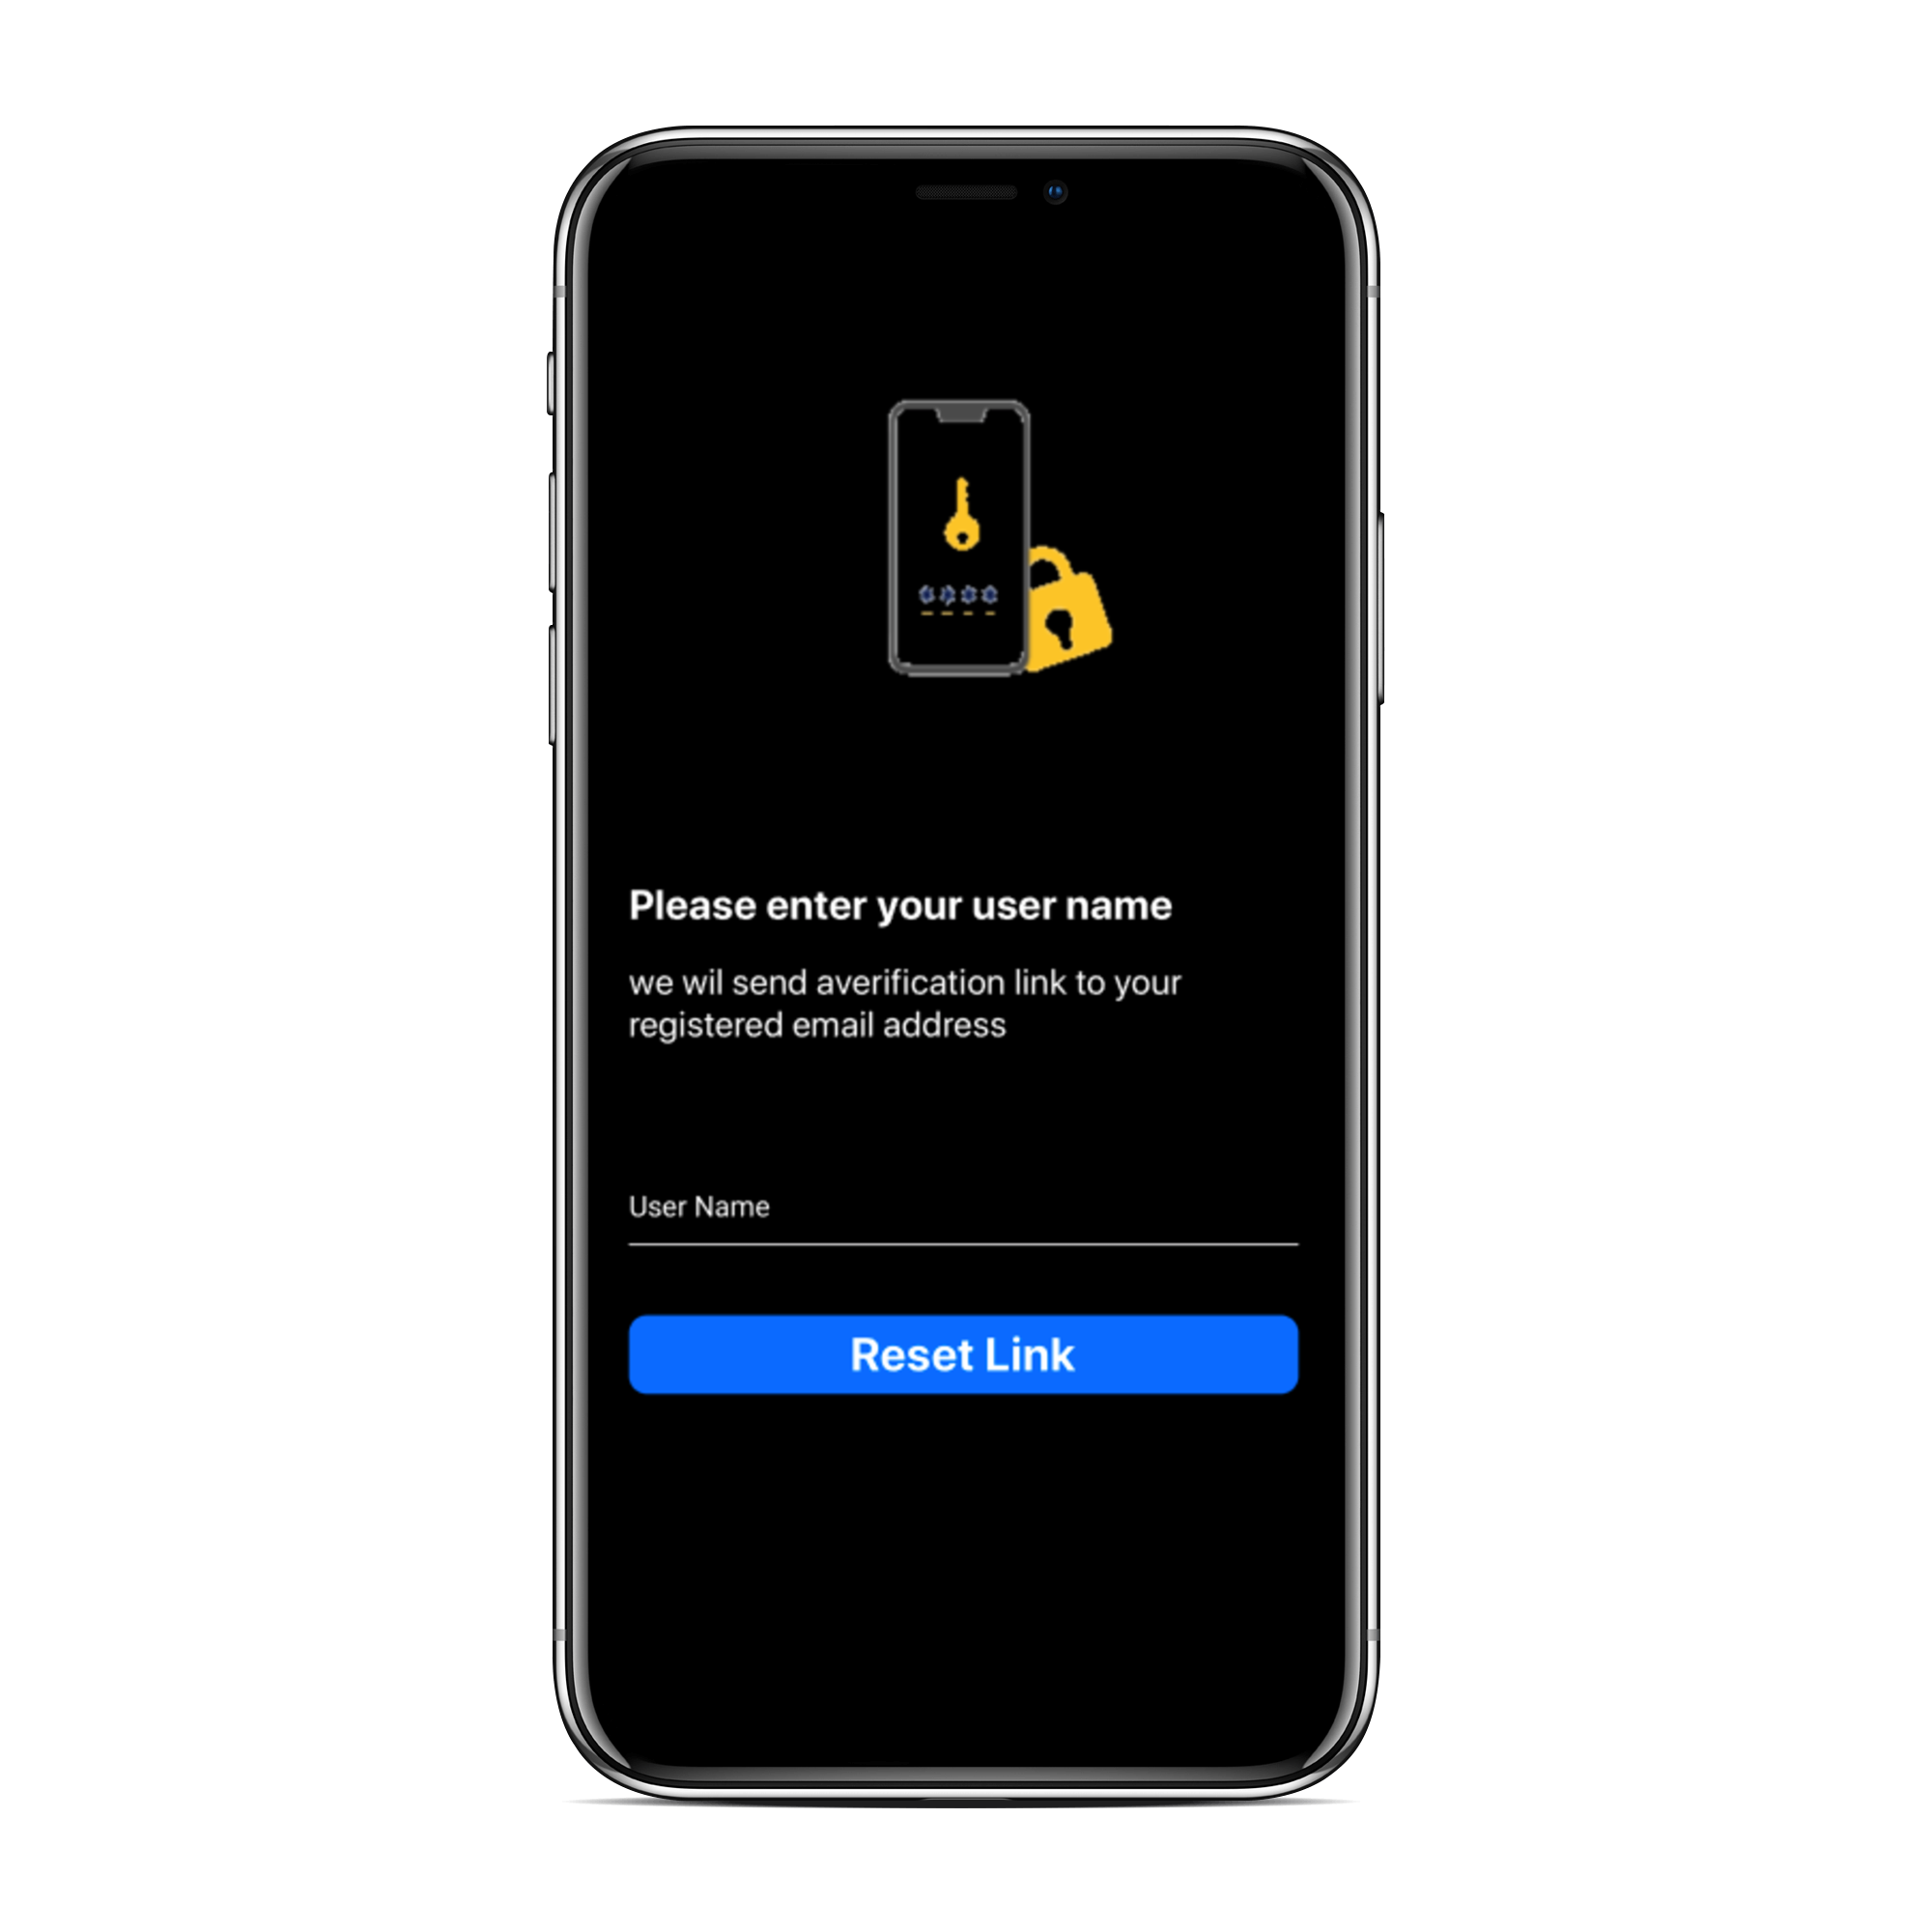 Please enter your user name
we wil send averification link to your
registered email address
User Name
Reset Link